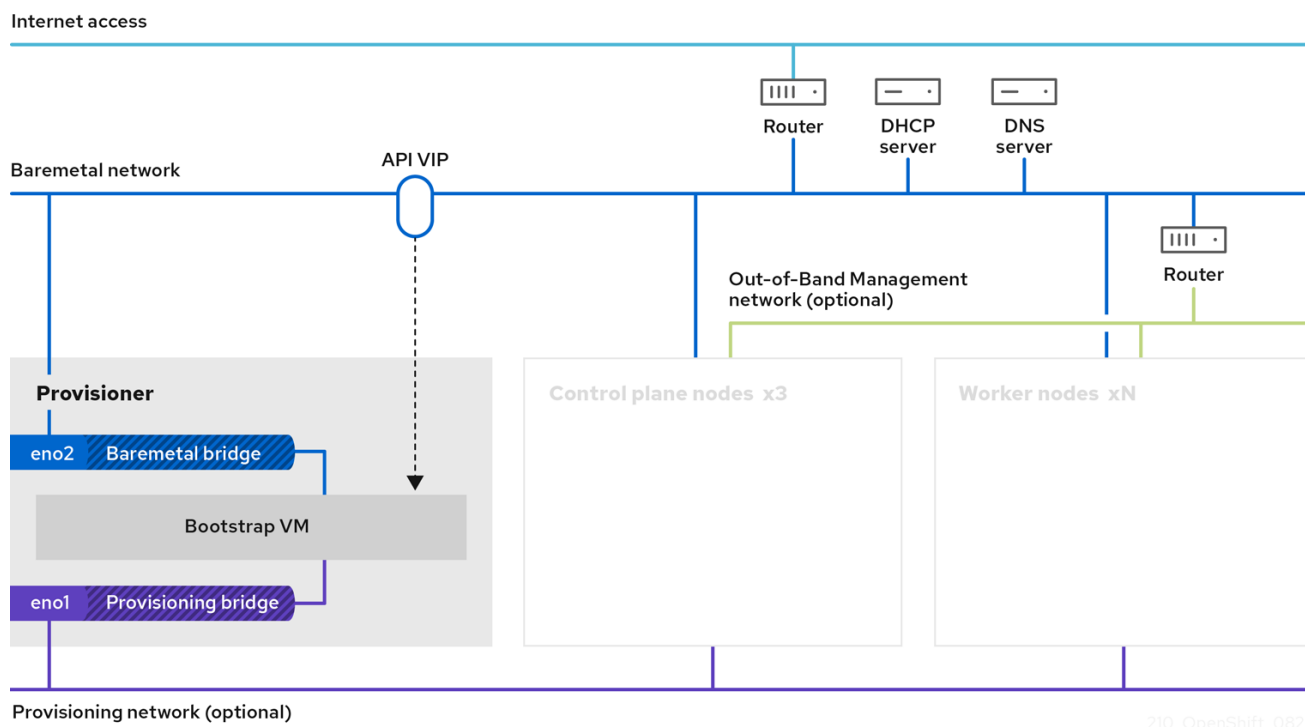 Internet access
Router
DHCP
server
DNS
server
Baremetal network
API VIP
Router
Out-of-Band Management
network (optional)
Provisioner
Control plane nodes x3
Worker nodes xN
eno2
Baremetal bridge
Bootstrap VM
eno1
Provisioning bridge
Provisioning network (optional)
210_OpenShift_082